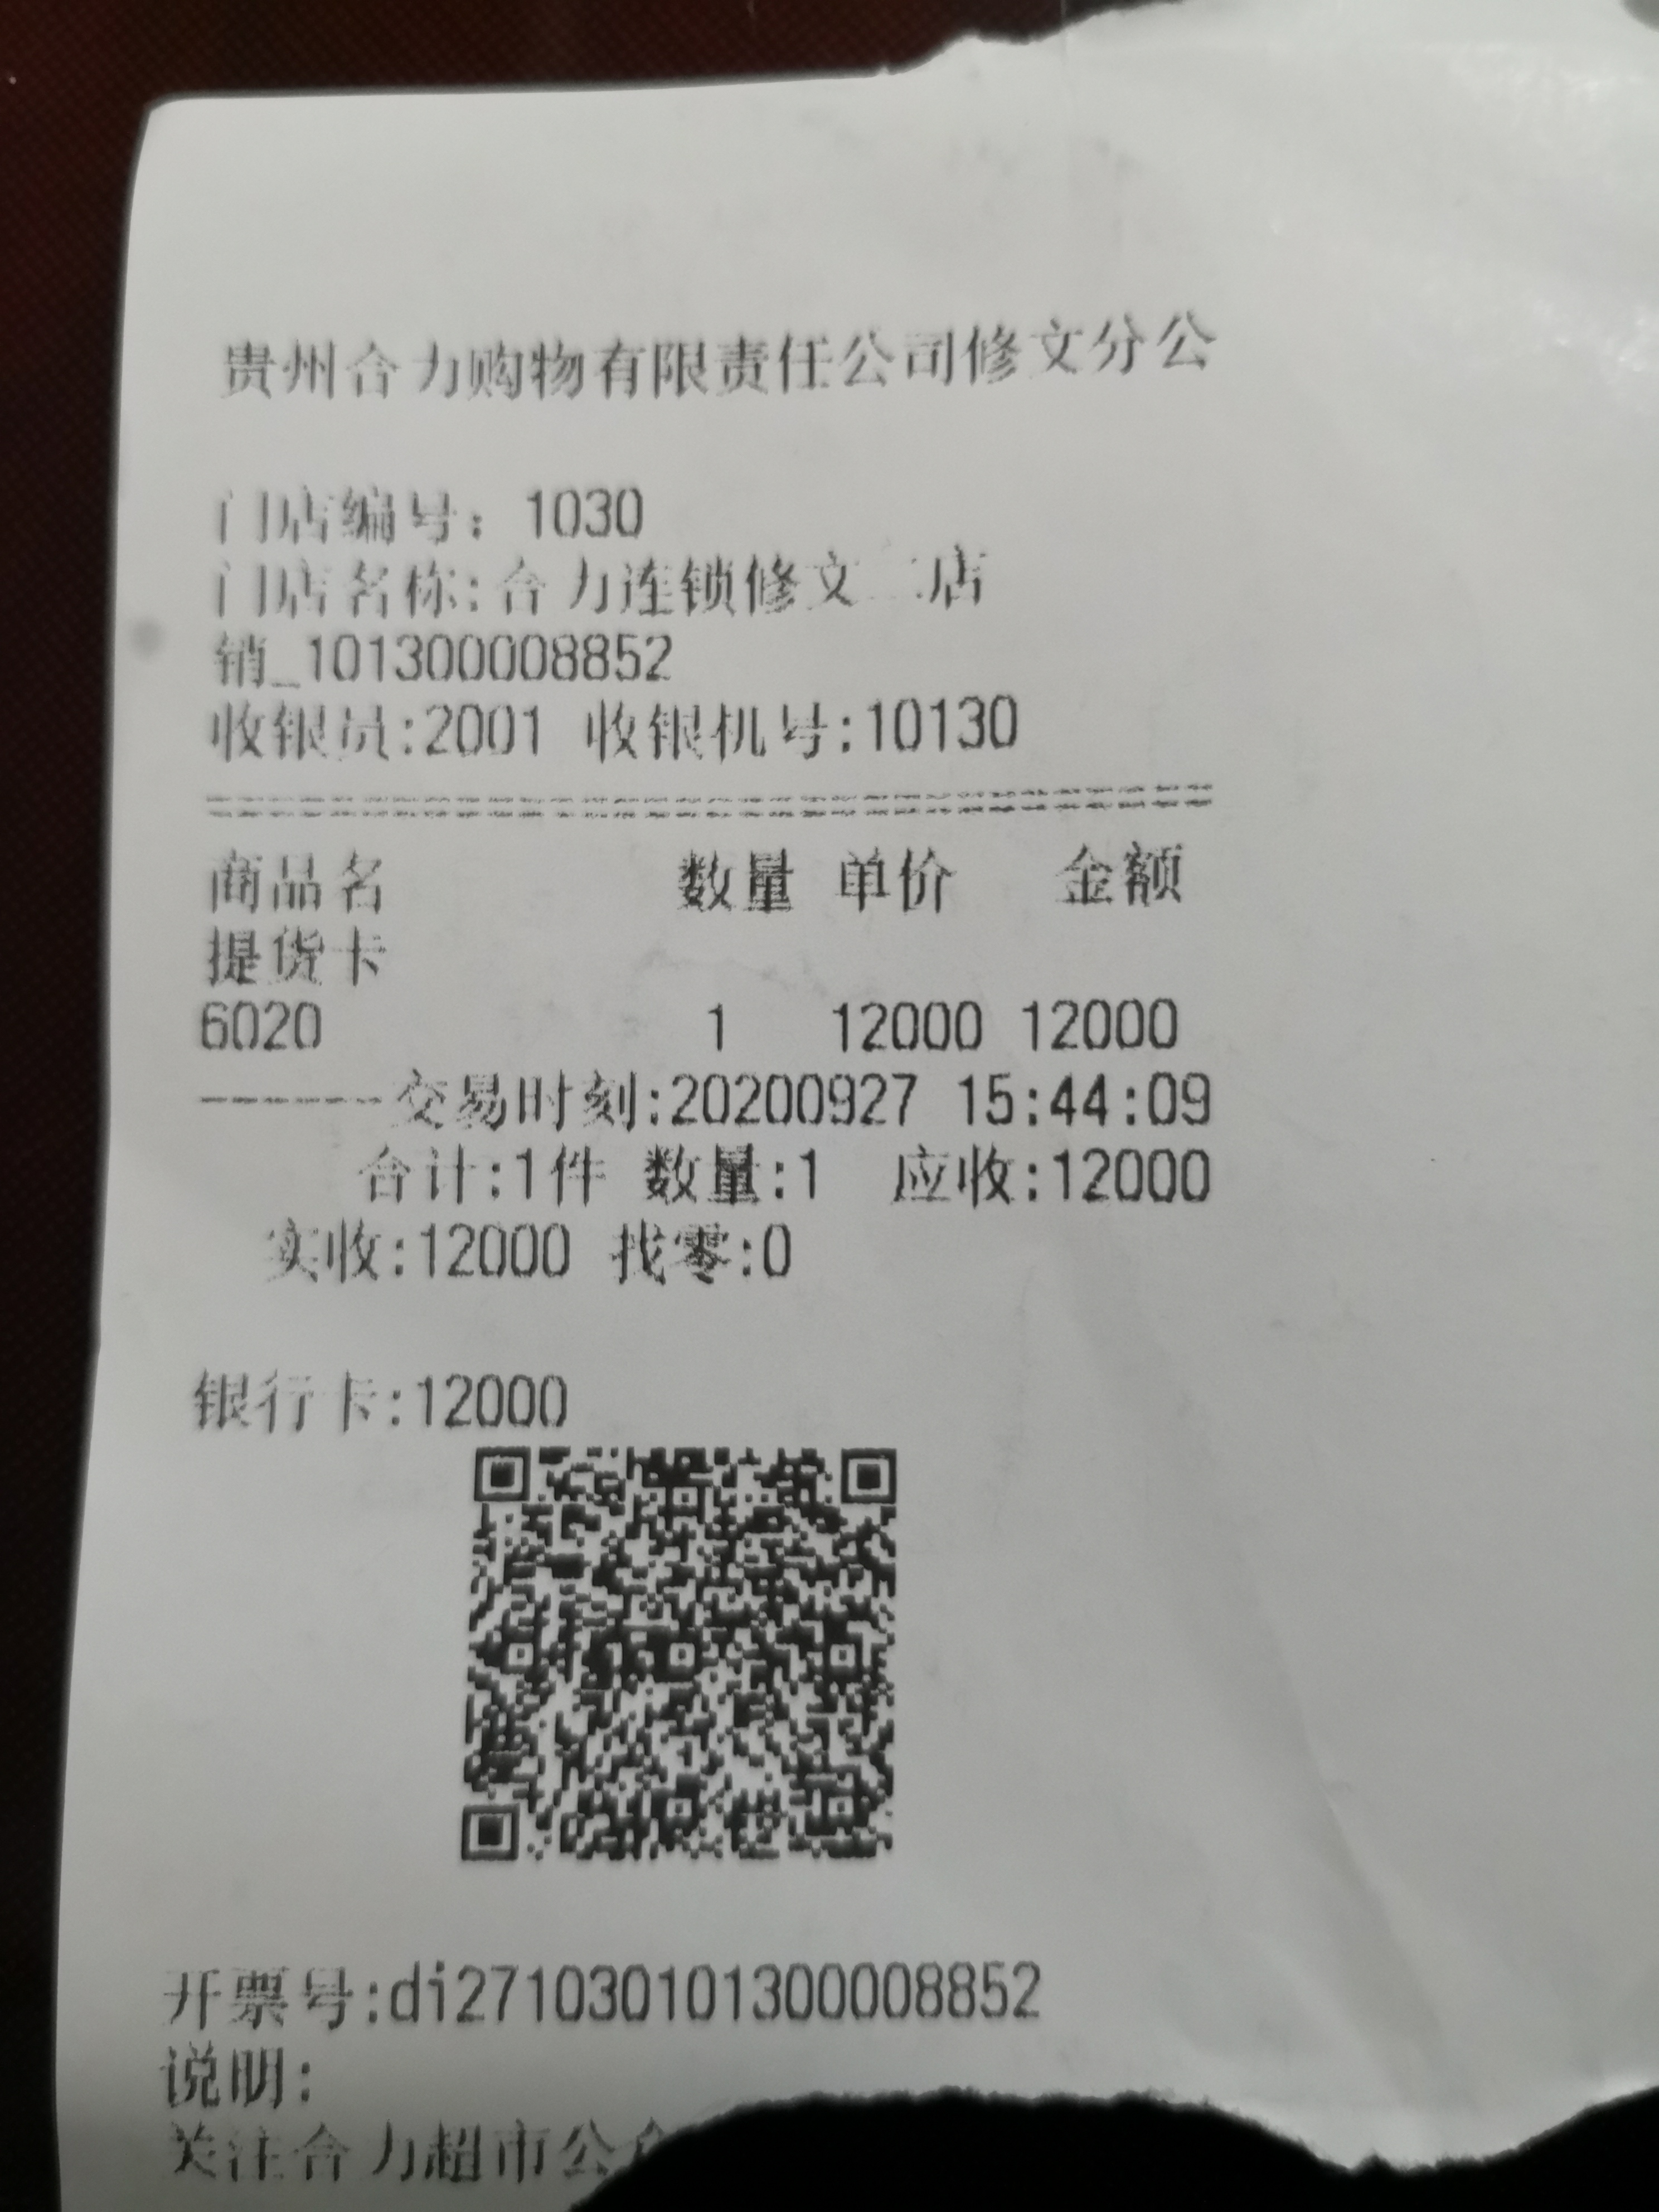 贵州合力购物有限责任公司修文分公
门店编号：1030
门店名称:合力连锁修文二店
销_101300008852
收银员:2001 收银机号:10130
================================
商品名 数量 单价 金额
提货卡
6020 1 12000 12000
------交易时刻:20200927 15:44:09
合计:1件 数量:1 应收:12000
实收:12000 找零:0
银行卡:12000
开票号:di271030101300008852
说明:
关注合力超市公